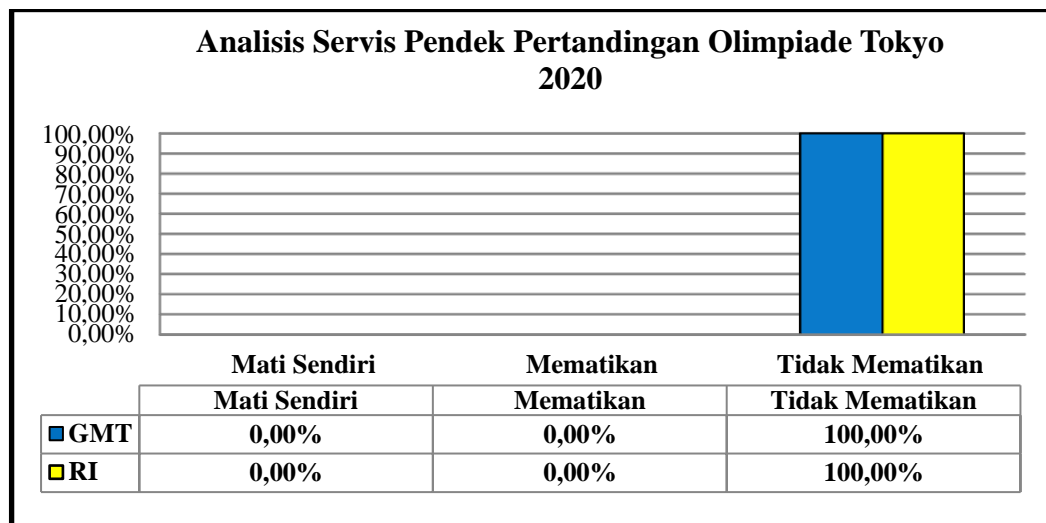 Analisis Servis Pendek Pertandingan Olimpiade Tokyo
2020
100,00%
90,00%
80,00%
70,00%
60,00%
50,00%
40,00%
30,00%
20,00%
10,00%
0,00%
Mati Sendiri Mematikan Tidak Mematikan
Mati Sendiri Mematikan Tidak Mematikan
GMT 0,00% 0,00% 100,00%
RI 0,00% 0,00% 100,00%